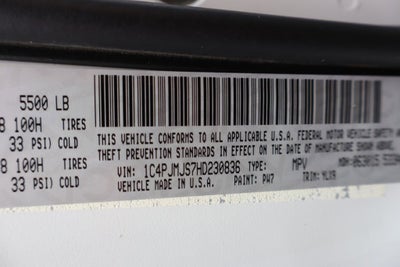 5500 LB
8 100H TIRES
33 PSI) COLD
8 100H TIRES
33 PSI) COLD
THIS VEHICLE CONFORMS TO ALL APPLICABLE U.S.A. FEDERAL MOTOR VEHICLE SAFETY
THEFT PREVENTION STANDARDS IN EFFECT ON THE DATE OF MANUFACTURE SHOWN ABOVE.
VIN: 1C4PJMJS7HD230836 TYPE: MPV MDH:
VEHICLE MADE IN U.S.A. PAINT: PW7 TRIM: